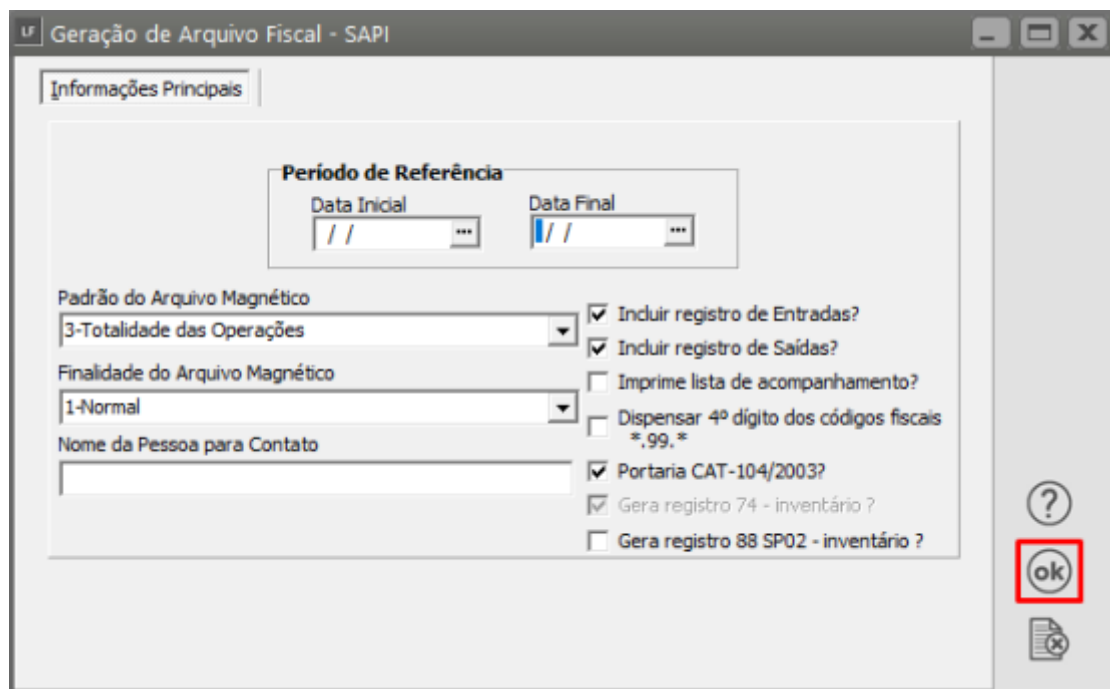 LF Geração de Arquivo Fiscal - SAPI
Informações Principais
Período de Referência
Data Inicial
Data Final
/ /
/ /
Padrão do Arquivo Magnético
3-Totalidade das Operações
Finalidade do Arquivo Magnético
1-Normal
Nome da Pessoa para Contato
Incluir registro de Entradas?
Incluir registro de Saídas?
Imprime lista de acompanhamento?
Dispensar 4º dígito dos códigos fiscais
*.99.*
Portaria CAT-104/2003?
Gera registro 74 - inventário ?
Gera registro 88 SP02 - inventário ?
?
ok